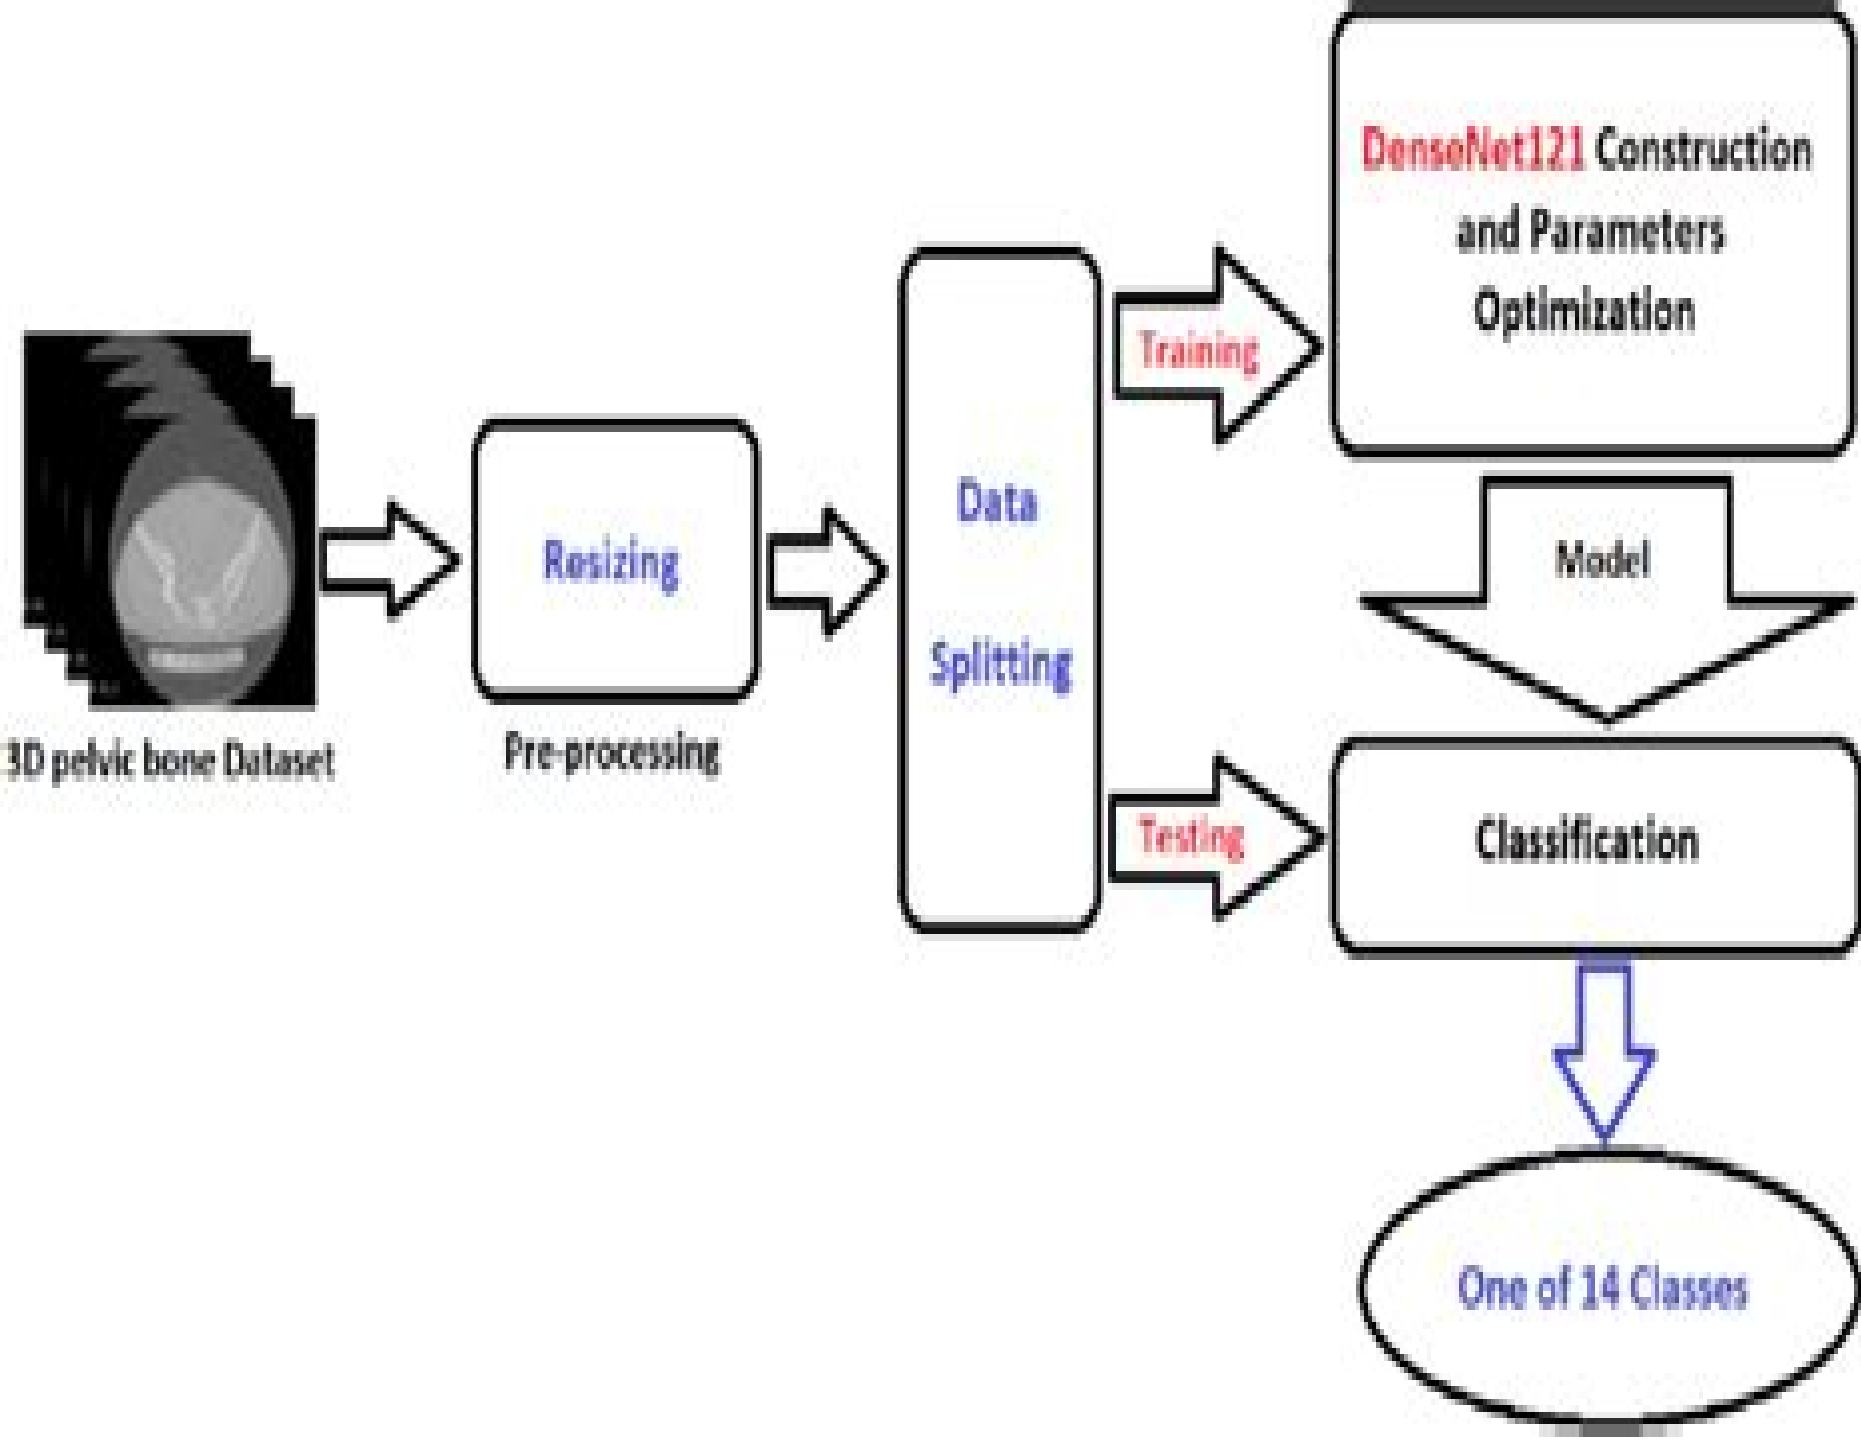 3D pelvic bone Dataset
Resizing
Pre-processing
Data
Splitting
Training
Testing
DenseNet121 Construction
and Parameters
Optimization
Model
Classification
One of 14 Classes